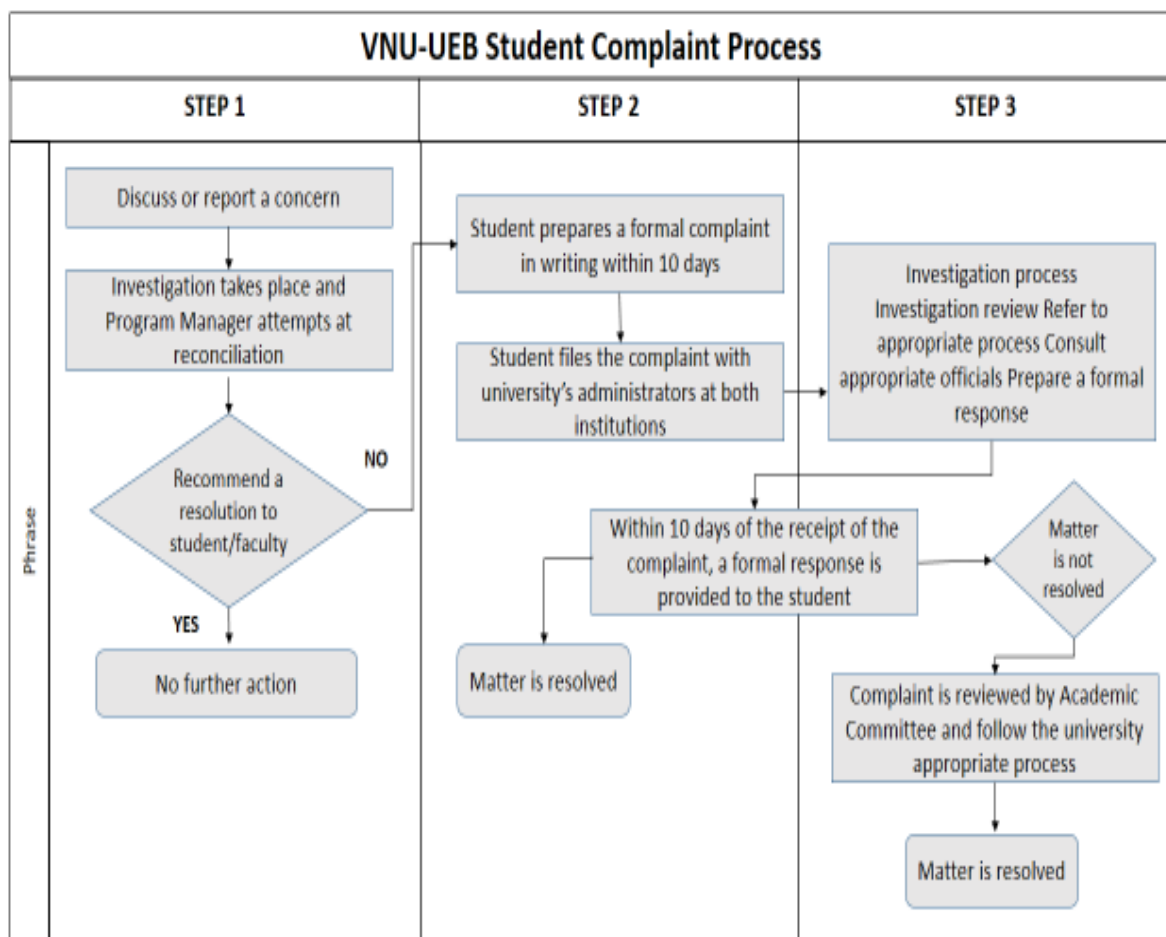 VNU-UEB Student Complaint Process
STEP 1
STEP 2
STEP 3
Phrase
Discuss or report a concern
Investigation takes place and
Program Manager attempts at
reconciliation
Recommend a
resolution to
student/faculty
NO
YES
No further action
Student prepares a formal complaint
in writing within 10 days
Student files the complaint with
university's administrators at both
institutions
Investigation process
Investigation review Refer to
appropriate process Consult
appropriate officials Prepare a formal
response
Within 10 days of the receipt of the
complaint, a formal response is
provided to the student
Matter is resolved
Matter
is not
resolved
Complaint is reviewed by Academic
Committee and follow the university
appropriate process
Matter is resolved